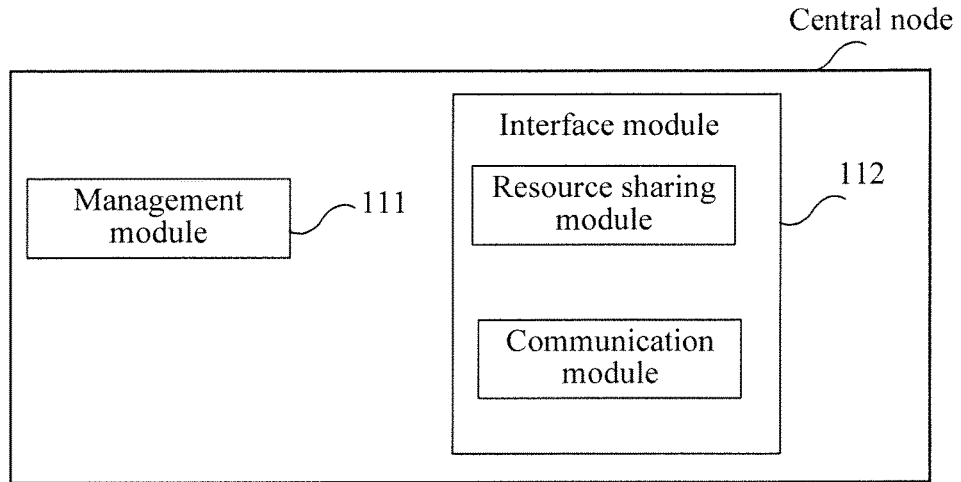 Central node
Interface module
Management
module
111
Resource sharing
module
112
Communication
module